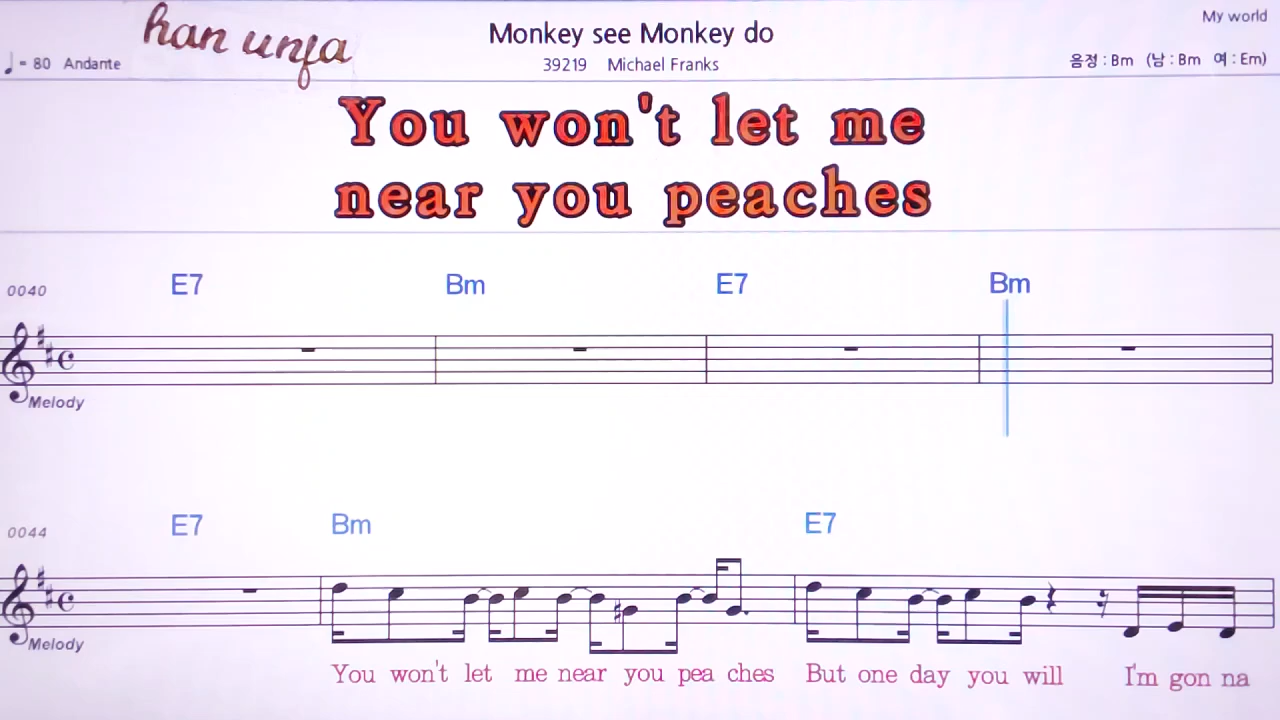 han unfa
Monkey see Monkey do
My world
♩= 80 Andante
39219 Michael Franks
음정 : Bm (남 : Bm 여 : Em)
You won't let me
near you peaches
E7 Bm E7 Bm
0040
Melody
E7 Bm E7
0044
Melody
You won't let me near you pea ches But one day you will I'm gon na